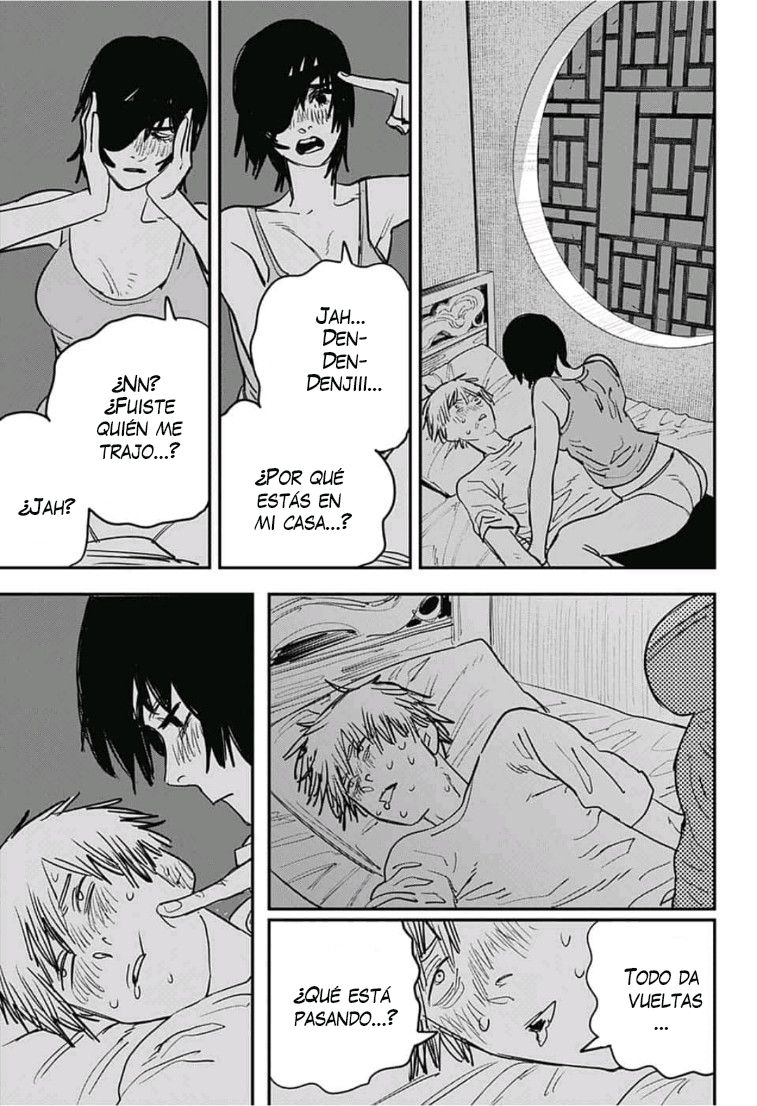 Jah...
Den-
Den-
Denjiii...
¿Por qué
estás en
mi casa...?
¿Nn?
¿Fuiste
quién me
trajo...?
¿Jah?
Todo da
vueltas
...
¿Qué está
pasando...?